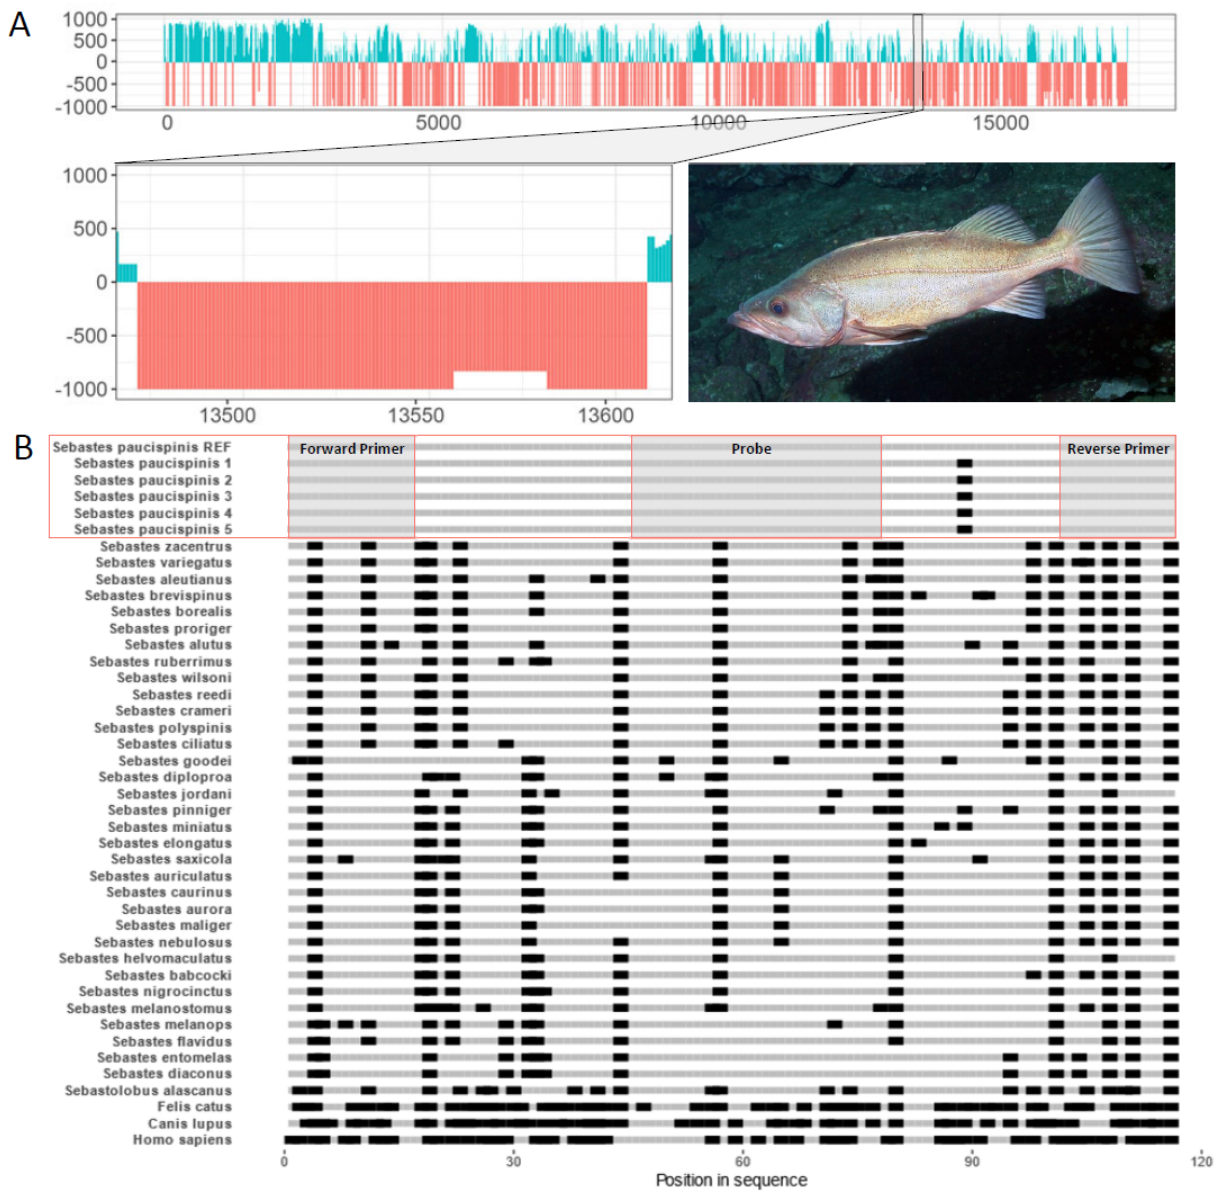 A
1000
500
0
-500
-1000
0 5000 10000 15000
1000
500
0
-500
-1000
13500 13550 13600
B
Forward Primer Probe Reverse Primer
Sebastes paucispinis REF
Sebastes paucispinis 1
Sebastes paucispinis 2
Sebastes paucispinis 3
Sebastes paucispinis 4
Sebastes paucispinis 5
Sebastes zacentrus
Sebastes variegatus
Sebastes aleutianus
Sebastes brevispinus
Sebastes borealis
Sebastes proriger
Sebastes alutus
Sebastes ruberrimus
Sebastes wilsoni
Sebastes reedi
Sebastes crameri
Sebastes polyspinis
Sebastes ciliatus
Sebastes goodei
Sebastes diploproa
Sebastes jordani
Sebastes pinniger
Sebastes miniatus
Sebastes elongatus
Sebastes saxicola
Sebastes auriculatus
Sebastes caurinus
Sebastes aurora
Sebastes maliger
Sebastes nebulosus
Sebastes helvomaculatus
Sebastes babcocki
Sebastes nigrocinctus
Sebastes melanostomus
Sebastes melanops
Sebastes flavidus
Sebastes entomelas
Sebastes diaconus
Sebastolobus alascanus
Felis catus
Canis lupus
Homo sapiens
0 30 60 90 120
Position in sequence